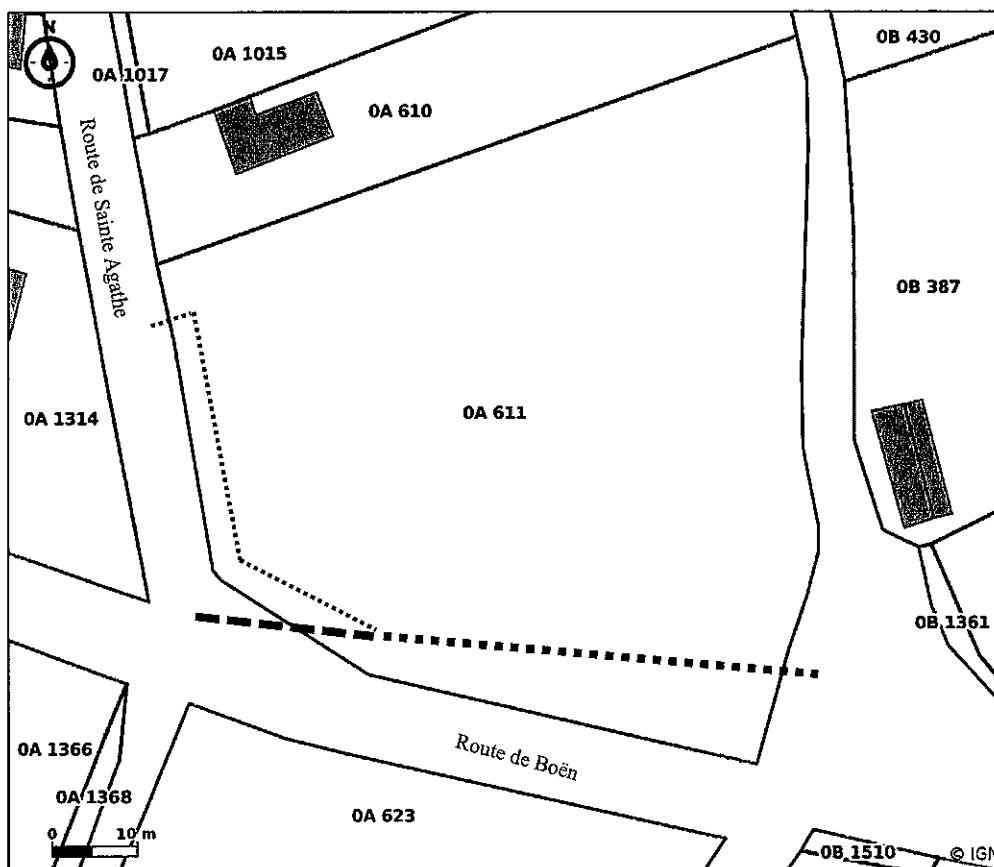 N
0A 1015
0B 430
0A 1017
0A 610
Route de Sainte Agathe
0B 387
0A 611
0A 1314
0B 1361
Route de Boën
0A 1366
0A 1368
0A 623
0 10 m
0B 1510
© IGN